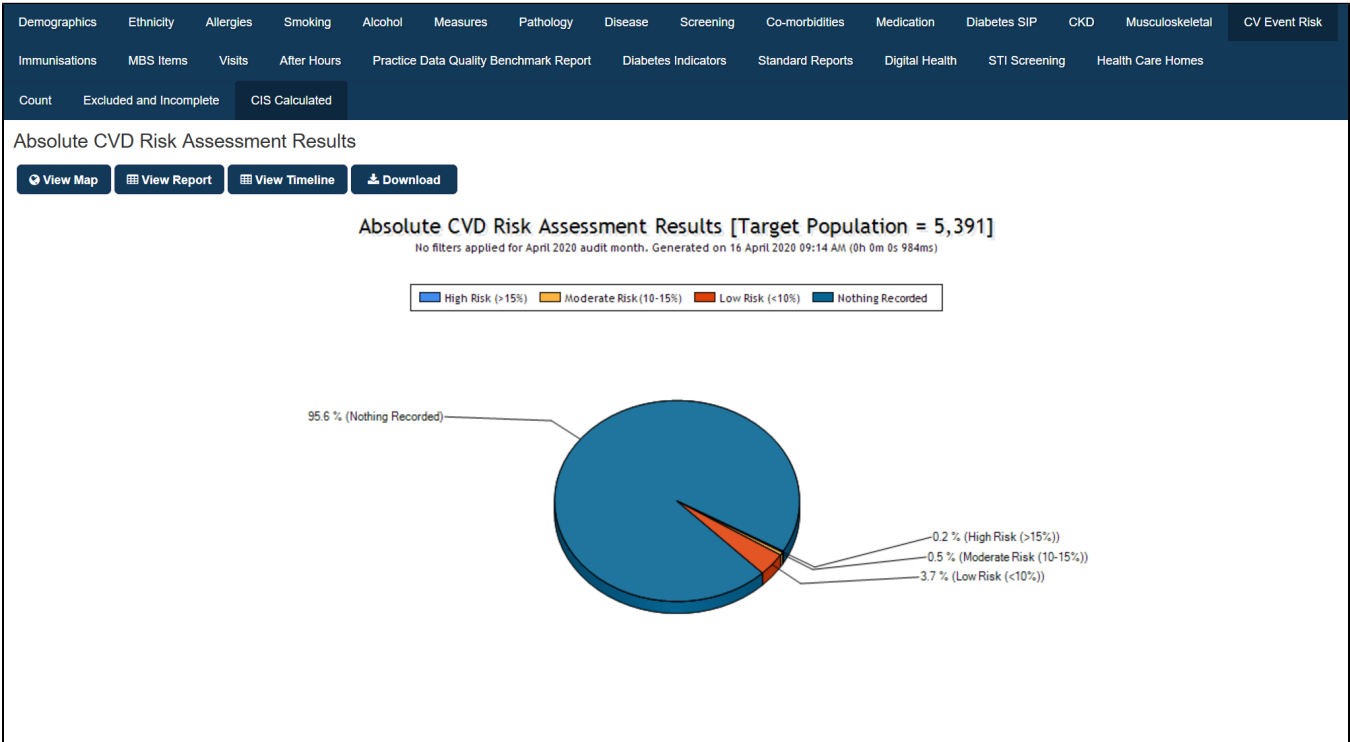 Demographics Ethnicity Allergies Smoking Alcohol Measures Pathology Disease Screening Co-morbidities Medication Diabetes SIP CKD Musculoskeletal CV Event Risk
Immunisations MBS Items Visits After Hours Practice Data Quality Benchmark Report Diabetes Indicators Standard Reports Digital Health STI Screening Health Care Homes
Count Excluded and Incomplete CIS Calculated
Absolute CVD Risk Assessment Results
View Map View Report View Timeline Download
Absolute CVD Risk Assessment Results [Target Population = 5,391]
No filters applied for April 2020 audit month. Generated on 16 April 2020 09:14 AM (0h 0m 0s 984ms)
High Risk (>15%) Moderate Risk (10-15%) Low Risk (<10%) Nothing Recorded
95.6 % (Nothing Recorded)
0.2 % (High Risk (>15%))
0.5 % (Moderate Risk (10-15%))
3.7 % (Low Risk (<10%))